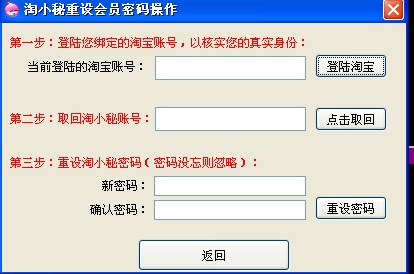 淘小秘重设会员密码操作
第一步：登陆您绑定的淘宝账号，以核实您的真实身份：
当前登陆的淘宝账号： 登陆淘宝
第二步：取回淘小秘账号： 点击取回
第三步：重设淘小秘密码（密码没忘则忽略）：
新密码：
确认密码： 重设密码
返回